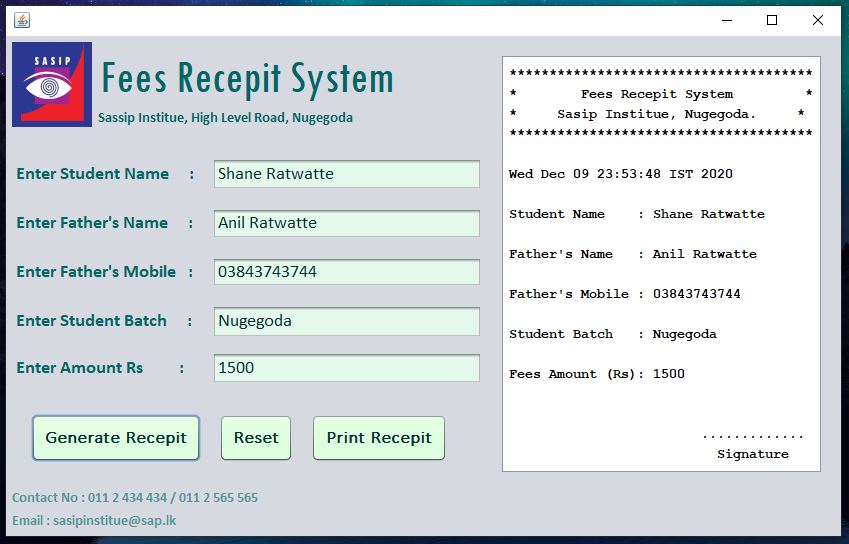 SASIP
Fees Recepit System
Sassip Institue, High Level Road, Nugegoda
Enter Student Name : Shane Ratwatte
Enter Father's Name : Anil Ratwatte
Enter Father's Mobile : 03843743744
Enter Student Batch : Nugegoda
Enter Amount Rs : 1500
Generate Recepit Reset Print Recepit
Contact No : 011 2 434 434 / 011 2 565 565
Email : sasipinstitue@sap.lk
**************************************
* Fees Recepit System *
* Sasip Institue, Nugegoda. *
**************************************
Wed Dec 09 23:53:48 IST 2020
Student Name : Shane Ratwatte
Father's Name : Anil Ratwatte
Father's Mobile : 03843743744
Student Batch : Nugegoda
Fees Amount (Rs): 1500
.............
Signature